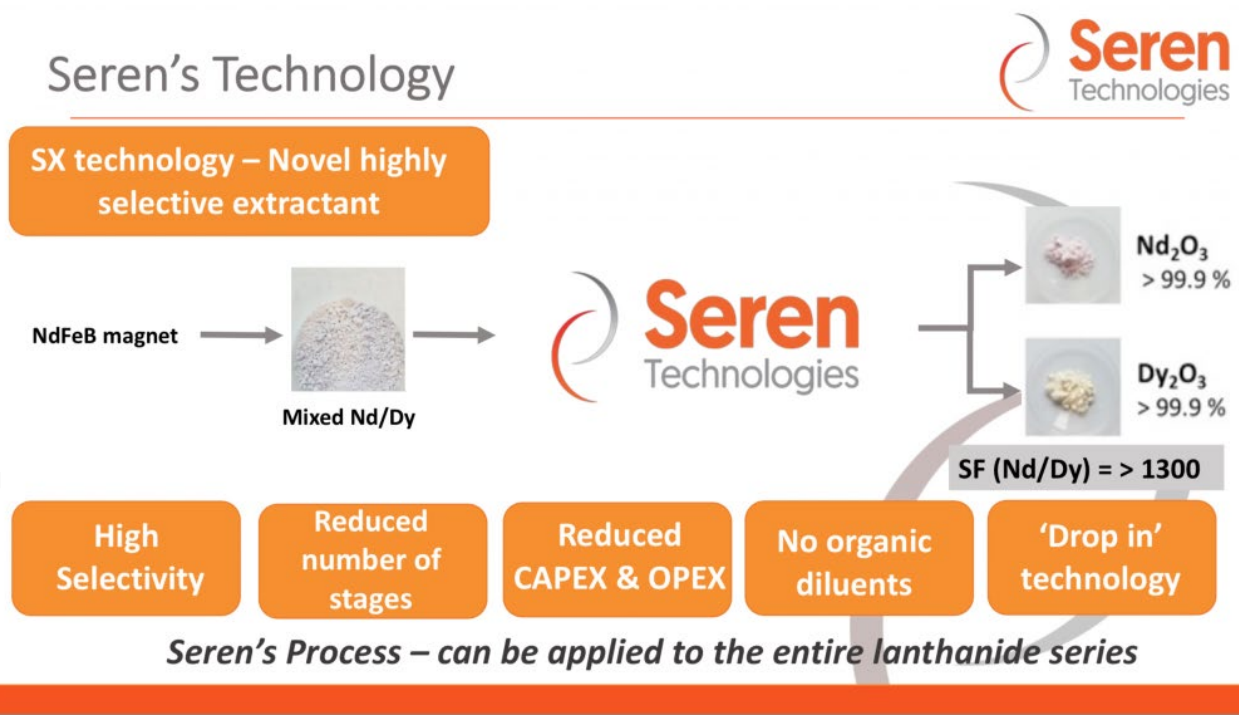 Seren's Technology
Seren
Technologies
SX technology – Novel highly
selective extractant
NdFeB magnet
Mixed Nd/Dy
Seren
Technologies
Nd₂O₃
> 99.9 %
Dy₂O₃
> 99.9 %
SF (Nd/Dy) = > 1300
High
Selectivity
Reduced
number of
stages
Reduced
CAPEX & OPEX
No organic
diluents
‘Drop in’
technology
Seren's Process – can be applied to the entire lanthanide series